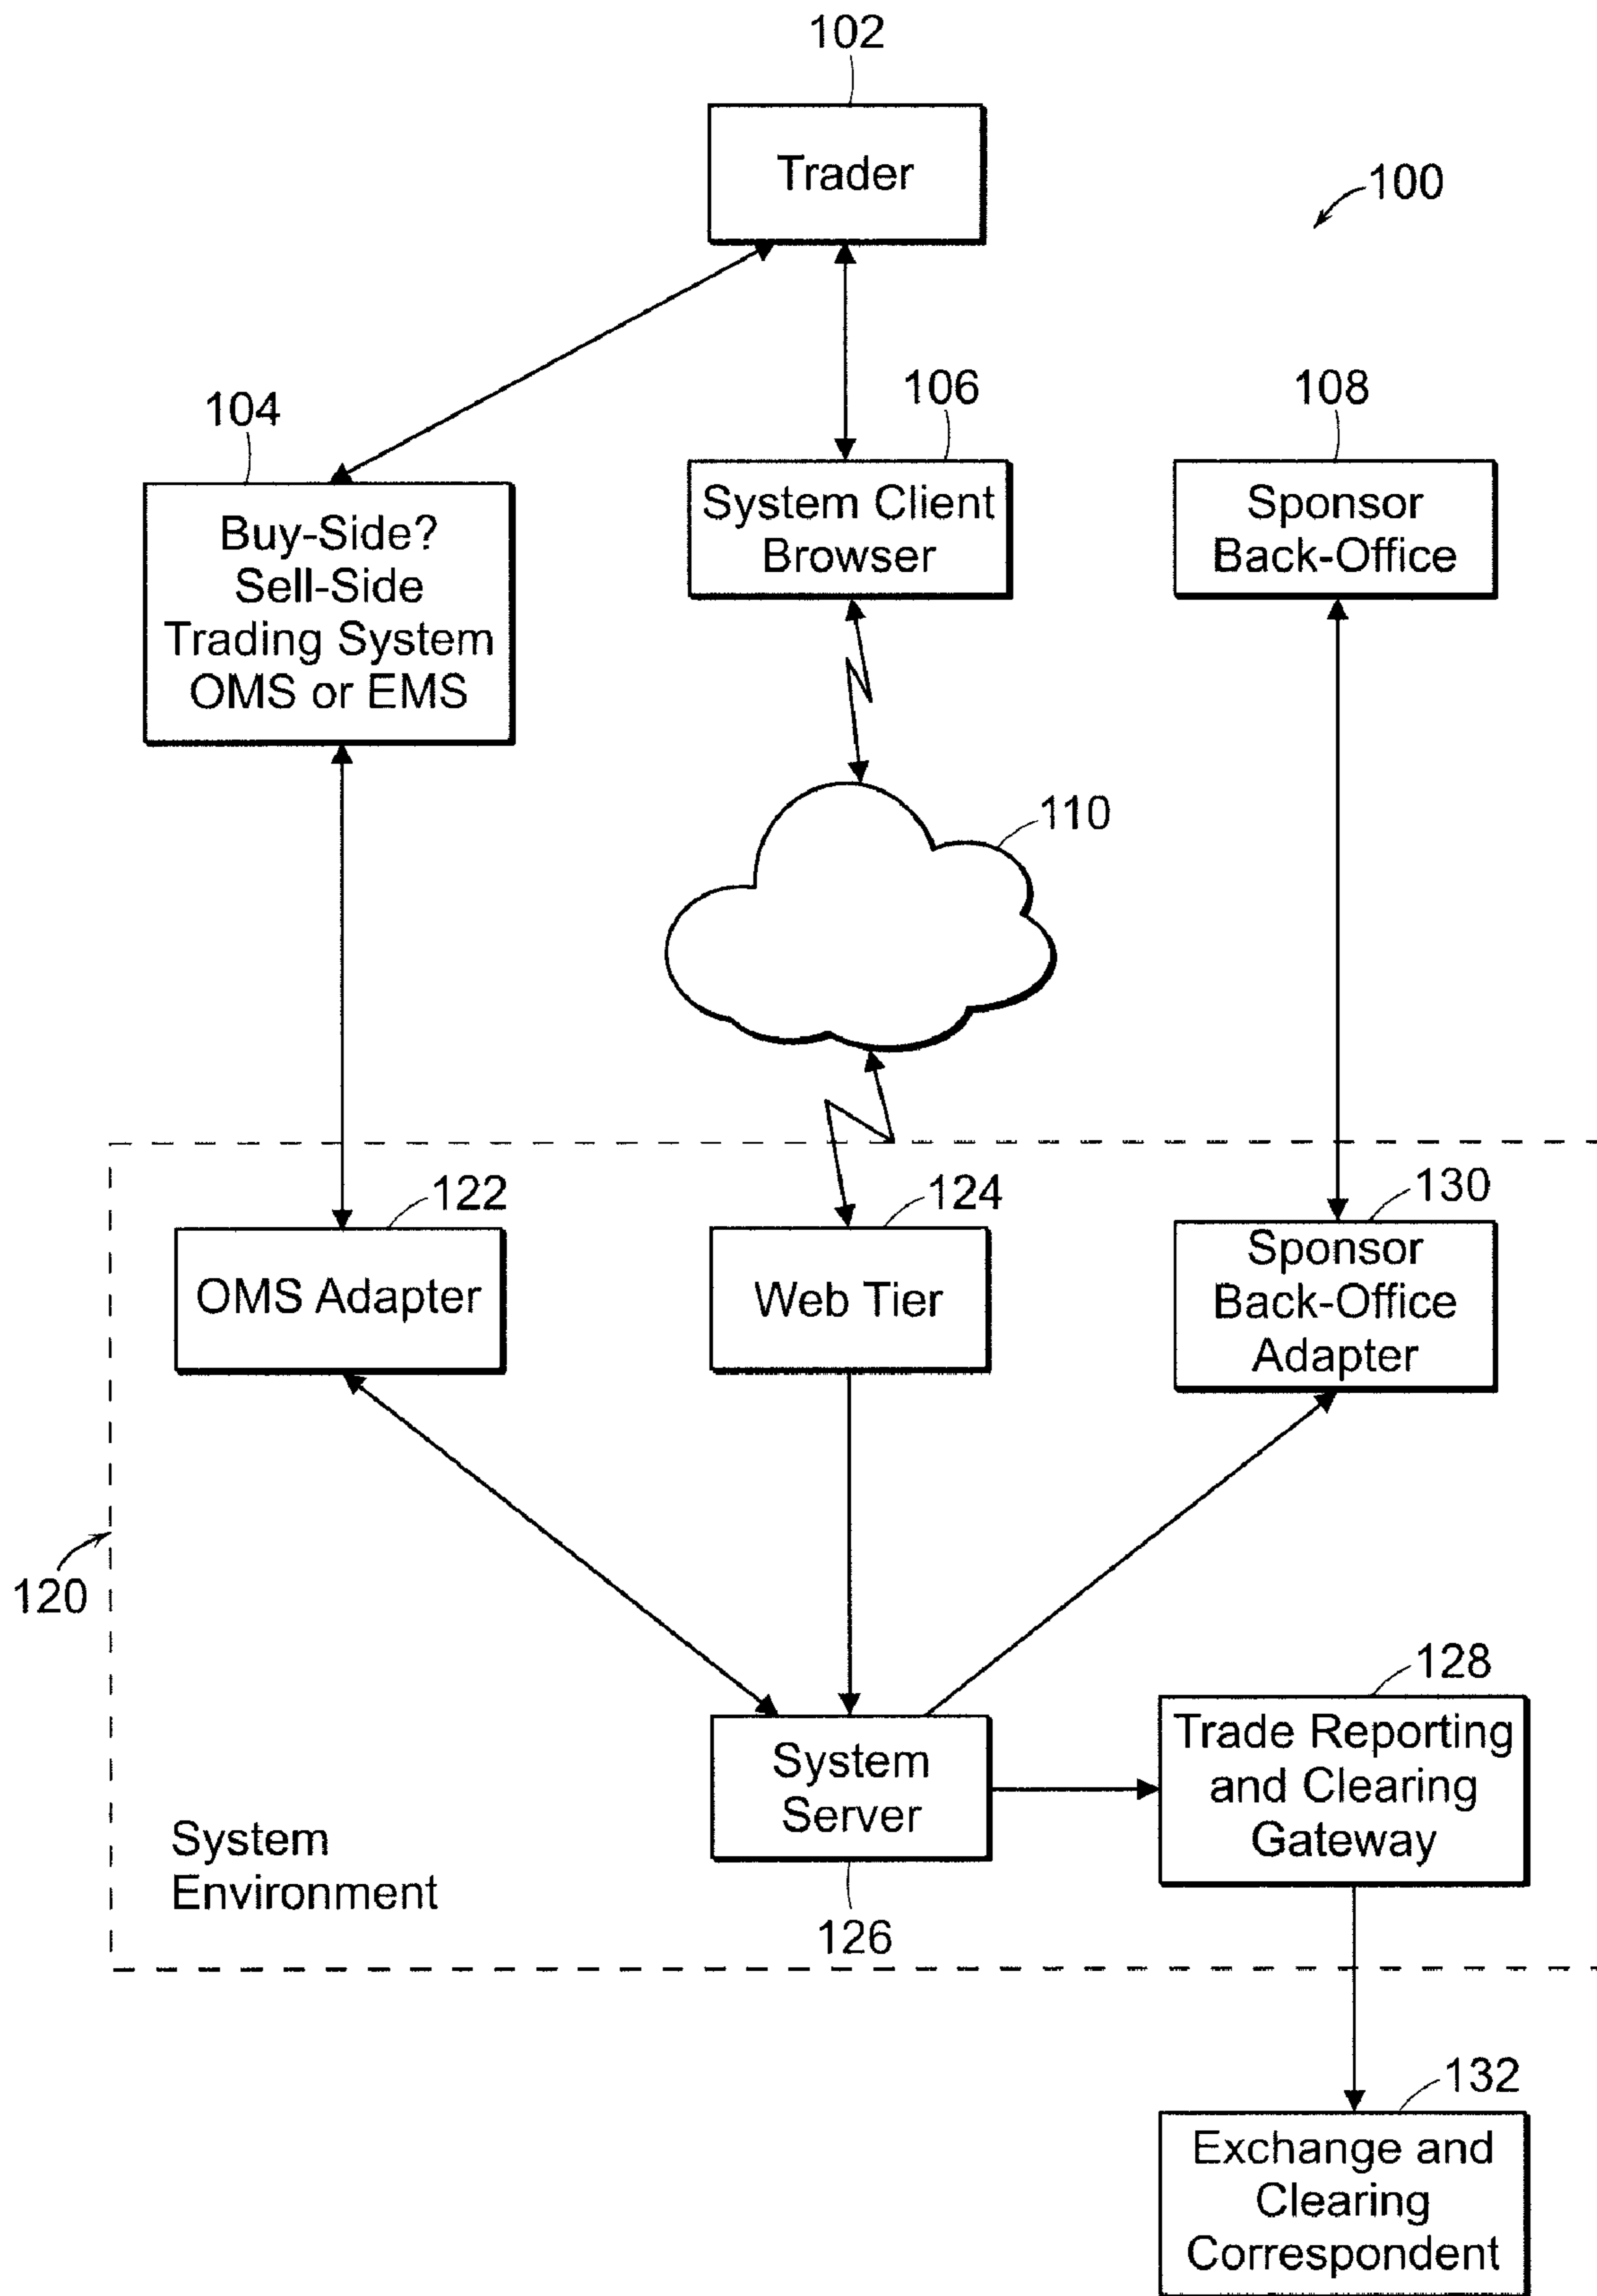 102
Trader
100
104
106
108
Buy-Side?
Sell-Side
Trading System
OMS or EMS
System Client
Browser
Sponsor
Back-Office
110
122
124
130
OMS Adapter
Web Tier
Sponsor
Back-Office
Adapter
120
128
System
Server
Trade Reporting
and Clearing
Gateway
System
Environment
126
132
Exchange and
Clearing
Correspondent